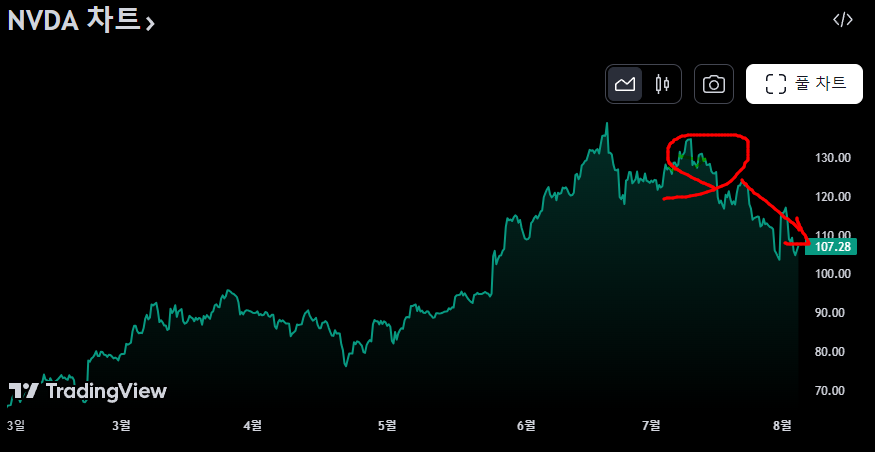 NVDA 차트 >
</>
풀 차트
130.00
120.00
110.00
107.28
100.00
90.00
80.00
70.00
TradingView
3일
3월
4월
5월
6월
7월
8월